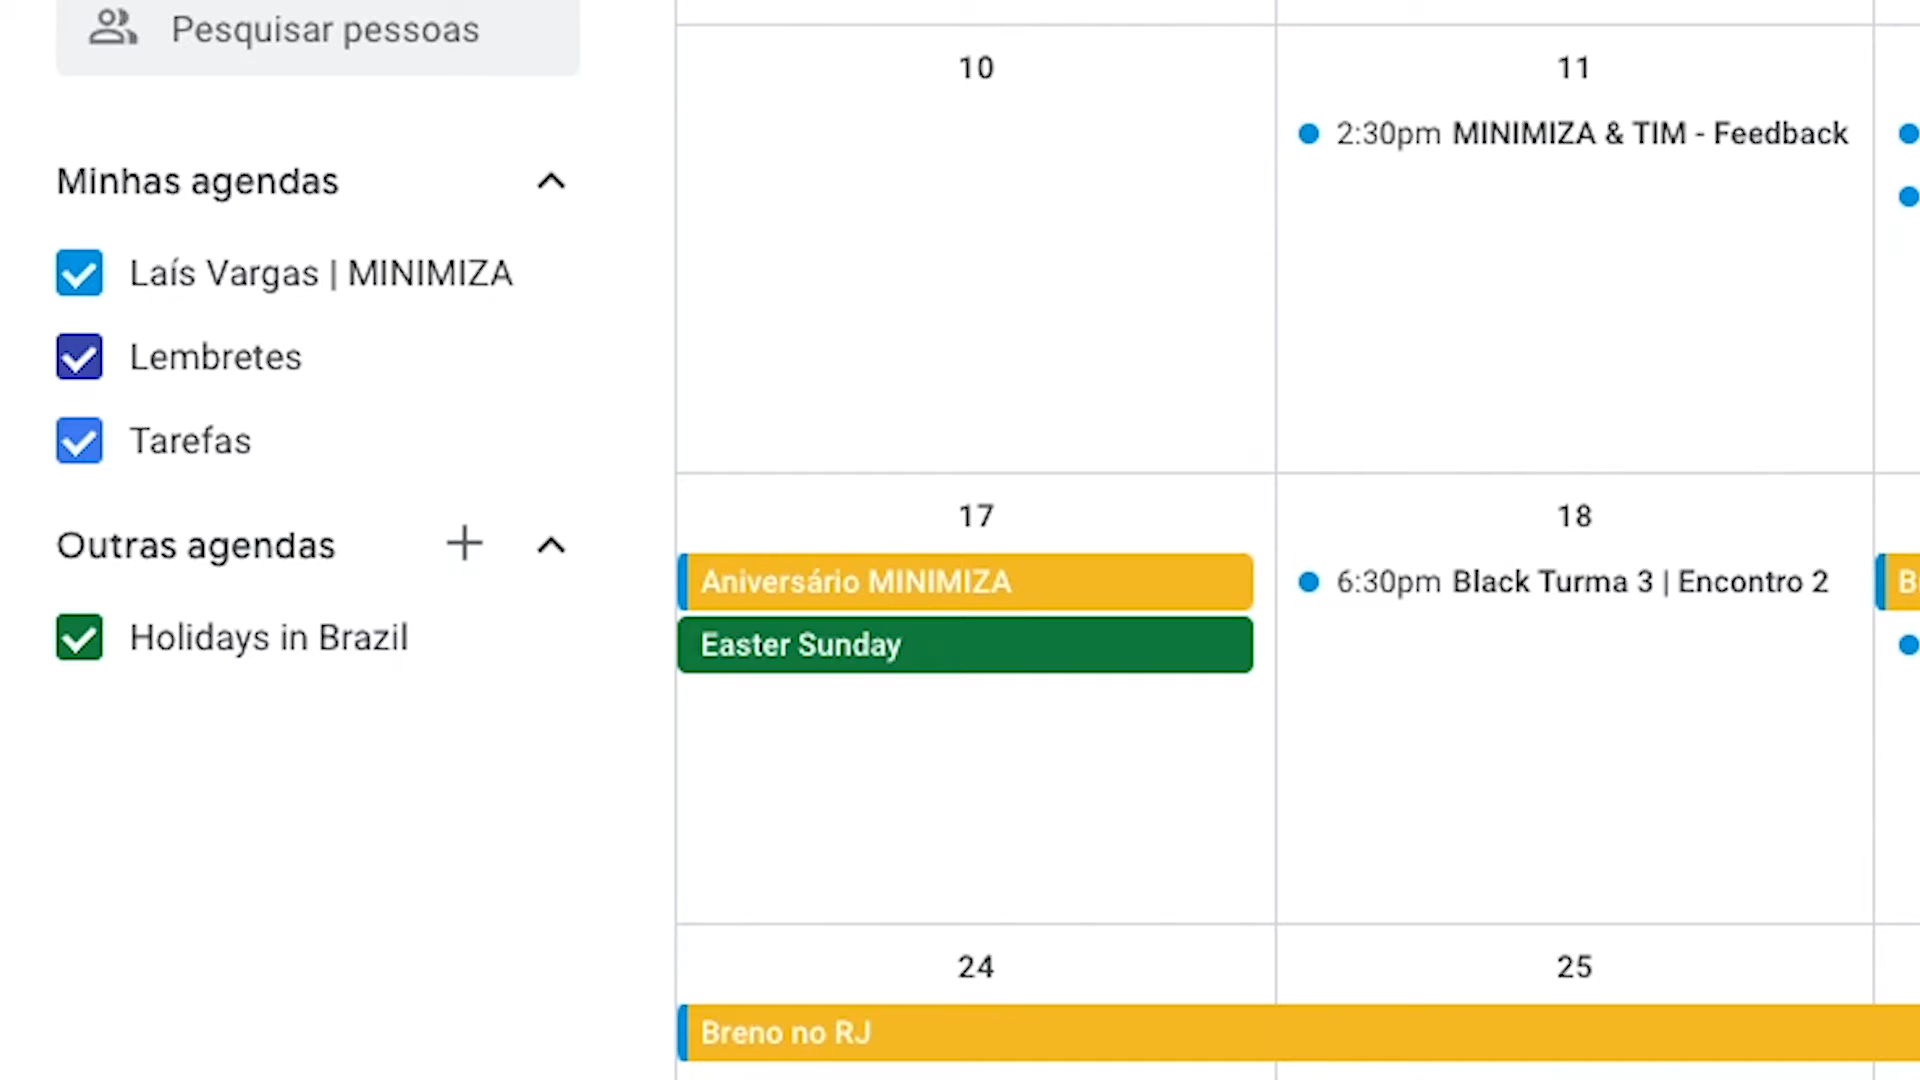 Pesquisar pessoas
Minhas agendas
Laís Vargas | MINIMIZA
Lembretes
Tarefas
Outras agendas
Holidays in Brazil
10
11
2:30pm MINIMIZA & TIM - Feedback
17
18
Aniversário MINIMIZA
6:30pm Black Turma 3 | Encontro 2
Easter Sunday
24
25
Breno no RJ